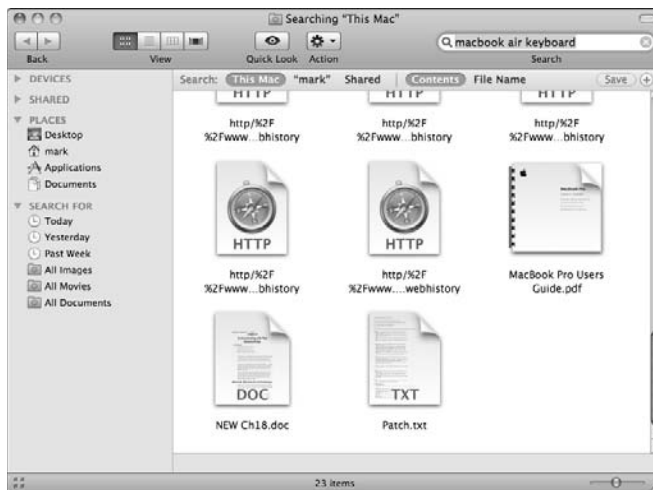 Searching "This Mac"
macbook air keyboard
Back View Quick Look Action Search
DEVICES
SHARED
PLACES
Desktop
mark
Applications
Documents
SEARCH FOR
Today
Yesterday
Past Week
All Images
All Movies
All Documents
Search: This Mac "mark" Shared Contents File Name Save
HTTP HTTP HTTP
http/%2F http/%2F http/%2F
%2Fwww...bhistory %2Fwww...bhistory %2Fwww...bhistory
HTTP HTTP
http/%2F http/%2F MacBook Pro Users
%2Fwww...bhistory %2Fwww....webhistory Guide.pdf
DOC TXT
NEW Ch18.doc Patch.txt
23 items